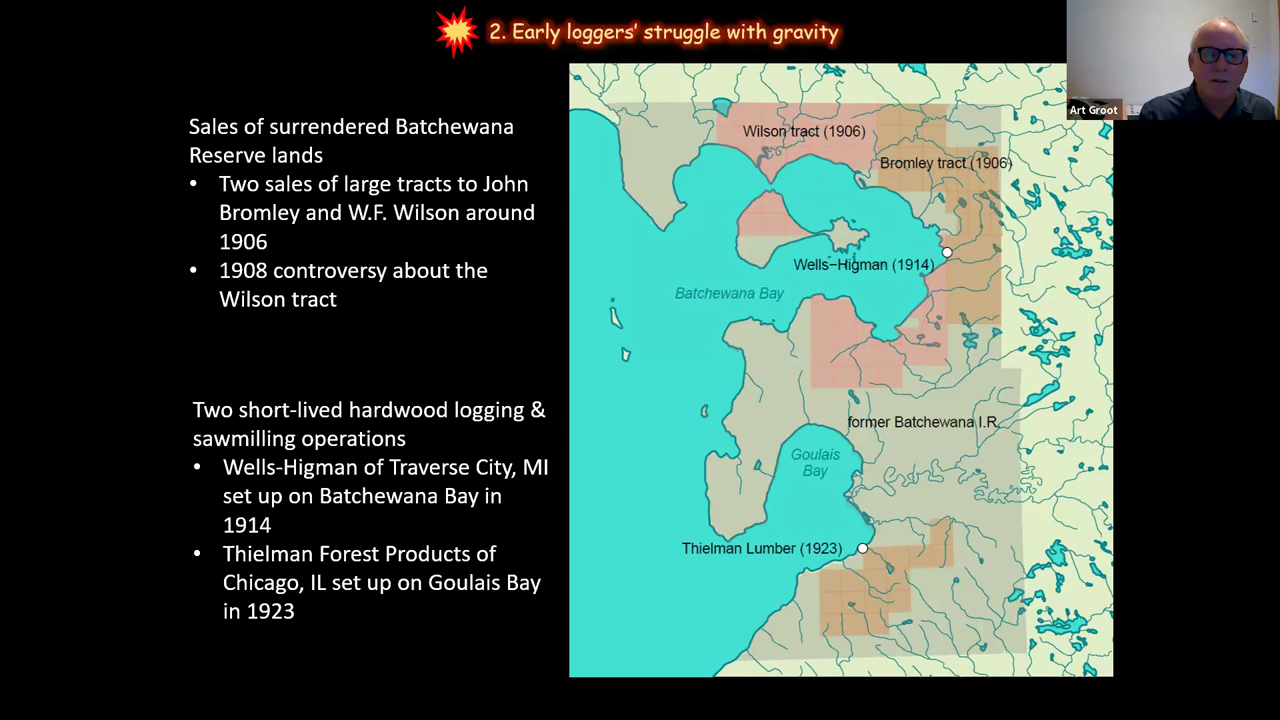 2. Early loggers' struggle with gravity
Art Groot
Sales of surrendered Batchewana
Reserve lands
• Two sales of large tracts to John
Bromley and W.F. Wilson around
1906
• 1908 controversy about the
Wilson tract
Two short-lived hardwood logging &
sawmilling operations
• Wells-Higman of Traverse City, MI
set up on Batchewana Bay in
1914
• Thielman Forest Products of
Chicago, IL set up on Goulais Bay
in 1923
Wilson tract (1906)
Bromley tract (1906)
Wells−Higman (1914)
Batchewana Bay
former Batchewana I.R.
Goulais
Bay
Thielman Lumber (1923)